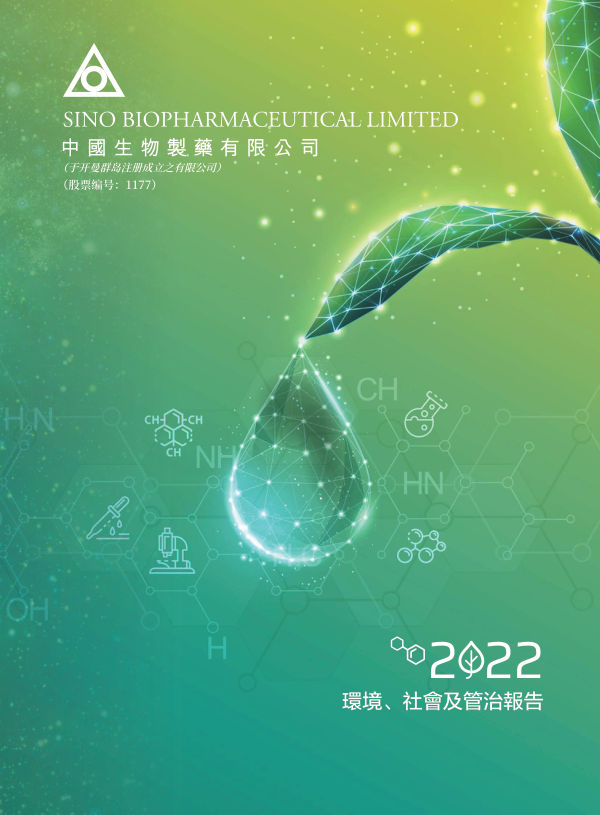 SINO BIOPHARMACEUTICAL LIMITED
中國生物製藥有限公司
（于开曼群岛注册成立之有限公司）
（股票编号：1177）
CH
H N
CH CH
CH
NH
HN
OH
H
2022
環境、社會及管治報告